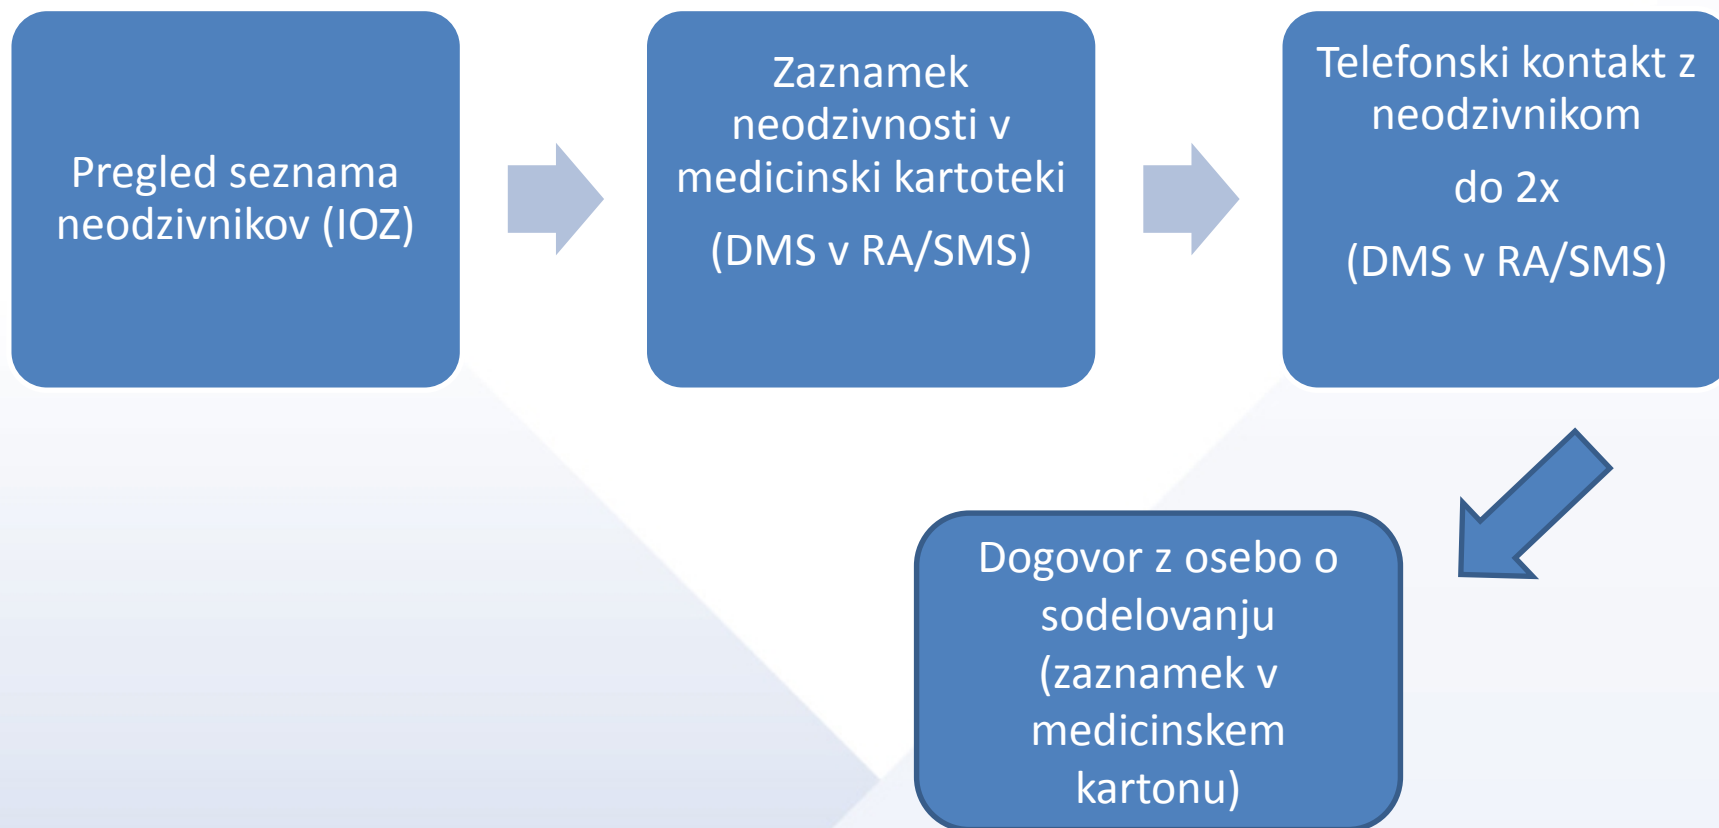 Pregled seznama
neodzivnikov (IOZ)
Zaznamek
neodzivnosti v
medicinski kartoteki
(DMS v RA/SMS)
Telefonski kontakt z
neodzivnikom
do 2x
(DMS v RA/SMS)
Dogovor z osebo o
sodelovanju
(zaznamek v
medicinskem
kartonu)